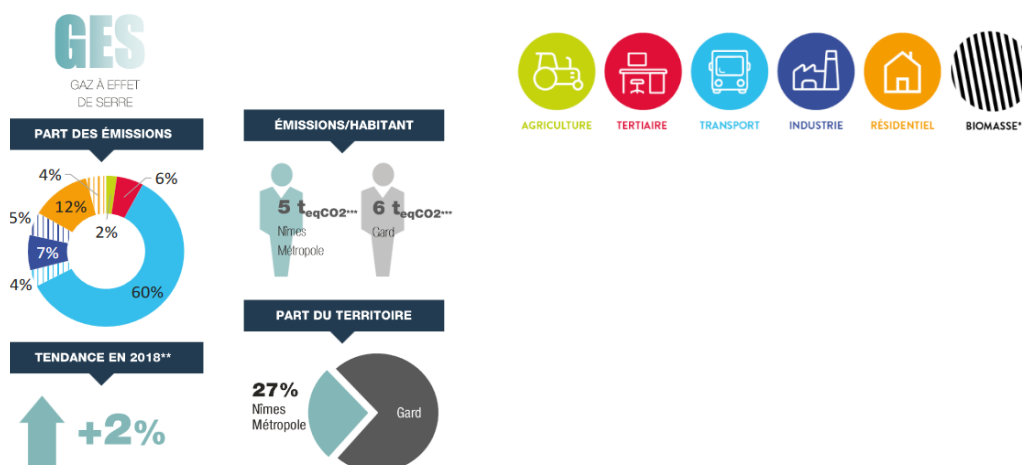 GES
GAZ À EFFET
DE SERRE
PART DES ÉMISSIONS
4%
6%
12%
2%
5%
7%
4%
60%
TENDANCE EN 2018**
+2%
ÉMISSIONS/HABITANT
5 teqCO2***
Nîmes
Métropole
6 teqCO2***
Gard
PART DU TERRITOIRE
27%
Nîmes
Métropole
Gard
AGRICULTURE
TERTIAIRE
TRANSPORT
INDUSTRIE
RÉSIDENTIEL
BIOMASSE*